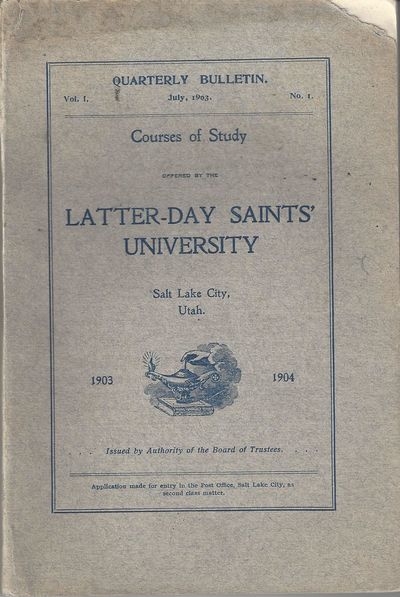 QUARTERLY BULLETIN.
Vol. I. July, 1903. No. 1.
Courses of Study
OFFERED BY THE
LATTER-DAY SAINTS'
UNIVERSITY
Salt Lake City,
Utah.
1903 1904
. . . Issued by Authority of the Board of Trustees. . . .
Application made for entry in the Post Office, Salt Lake City, as
second class matter.